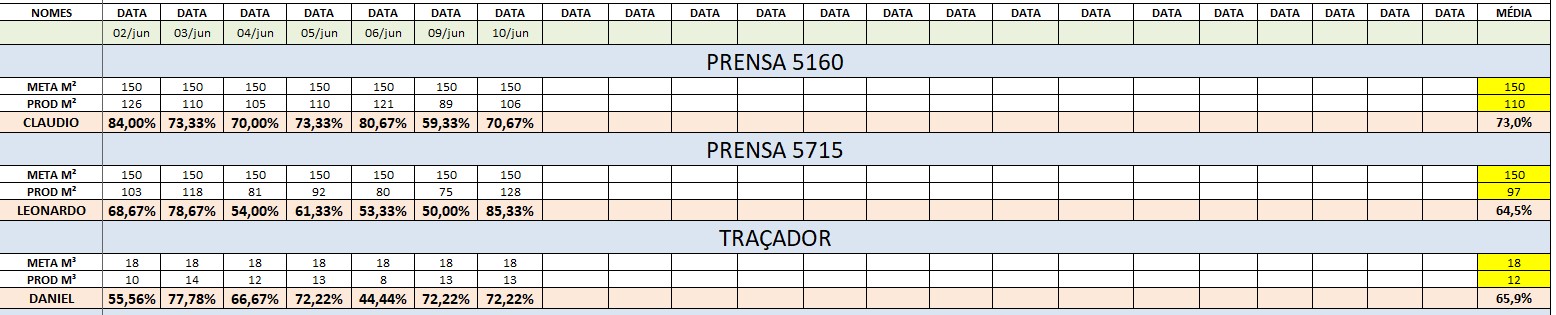 NOMES DATA DATA DATA DATA DATA DATA DATA DATA DATA DATA DATA DATA DATA DATA DATA DATA DATA DATA DATA DATA DATA MÉDIA
02/jun 03/jun 04/jun 05/jun 06/jun 09/jun 10/jun
PRENSA 5160
META M² 150 150 150 150 150 150 150 150
PROD M² 126 110 105 110 121 89 106 110
CLAUDIO 84,00% 73,33% 70,00% 73,33% 80,67% 59,33% 70,67% 73,0%
PRENSA 5715
META M² 150 150 150 150 150 150 150 150
PROD M² 103 118 81 92 80 75 128 97
LEONARDO 68,67% 78,67% 54,00% 61,33% 53,33% 50,00% 85,33% 64,5%
TRAÇADOR
META M³ 18 18 18 18 18 18 18 18
PROD M³ 10 14 12 13 8 13 13 12
DANIEL 55,56% 77,78% 66,67% 72,22% 44,44% 72,22% 72,22% 65,9%